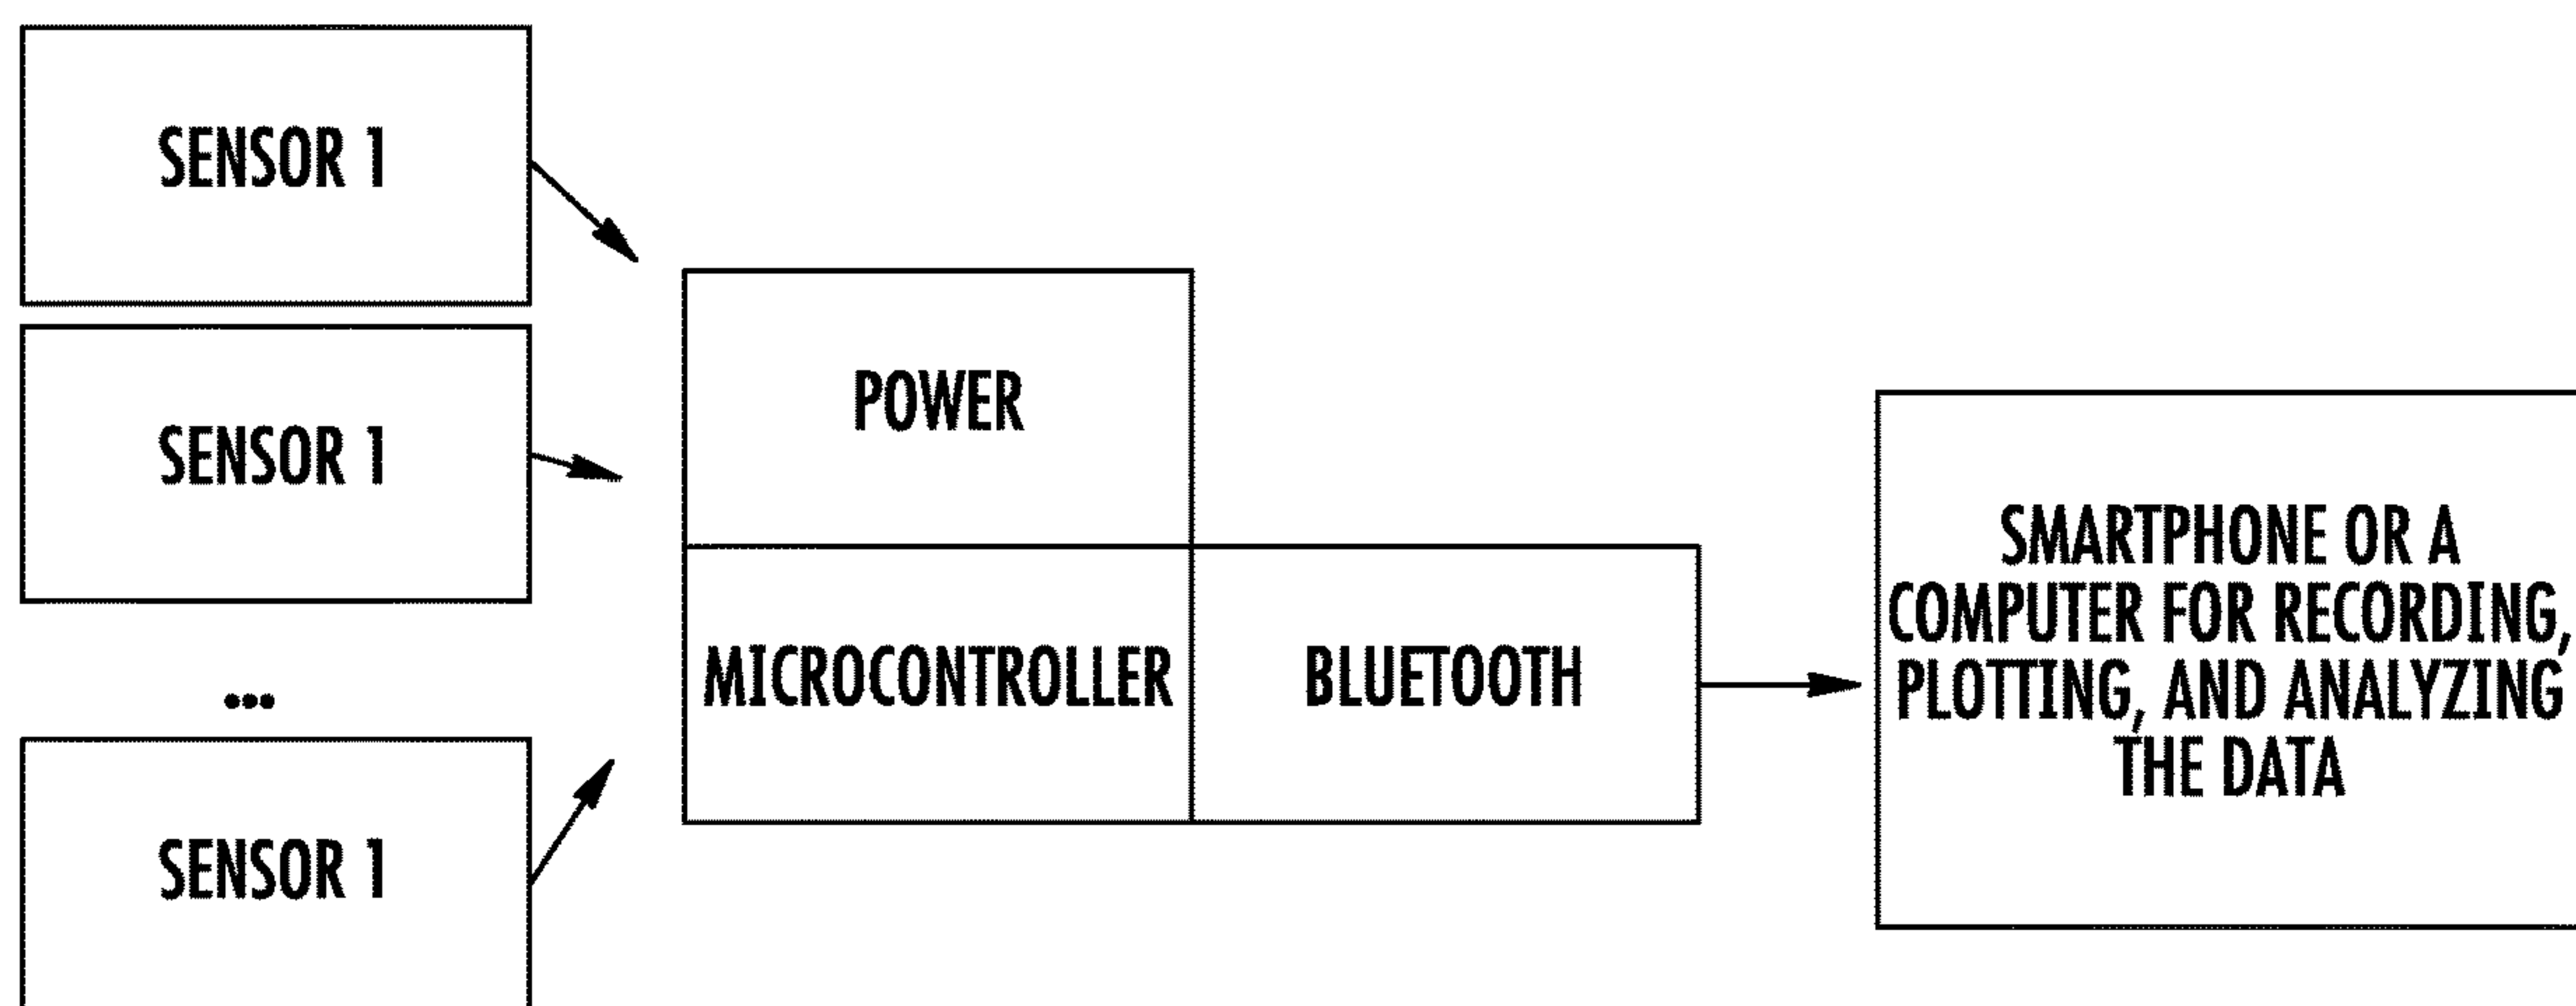 SENSOR 1
SENSOR 1
...
SENSOR 1
POWER
MICROCONTROLLER
BLUETOOTH
SMARTPHONE OR A
COMPUTER FOR RECORDING,
PLOTTING, AND ANALYZING
THE DATA